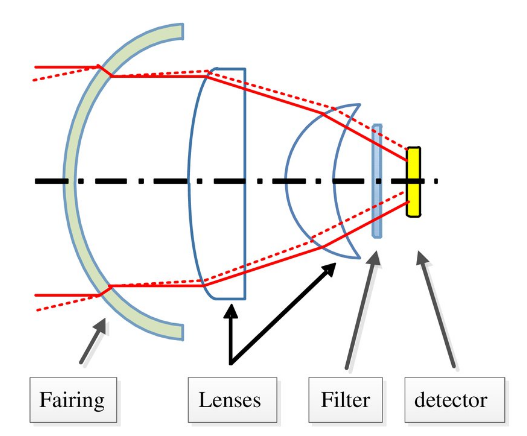 Fairing
Lenses
Filter
detector